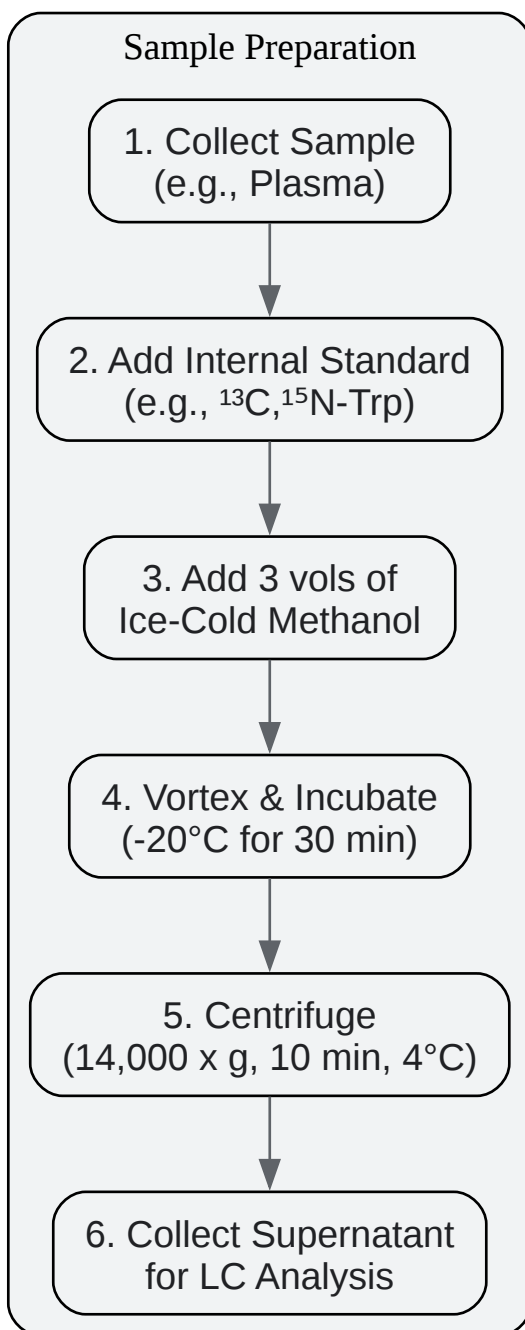 Sample Preparation
1. Collect Sample
(e.g., Plasma)
2. Add Internal Standard
(e.g., ¹³C,¹⁵N-Trp)
3. Add 3 vols of
Ice-Cold Methanol
4. Vortex & Incubate
(-20°C for 30 min)
5. Centrifuge
(14,000 x g, 10 min, 4°C)
6. Collect Supernatant
for LC Analysis